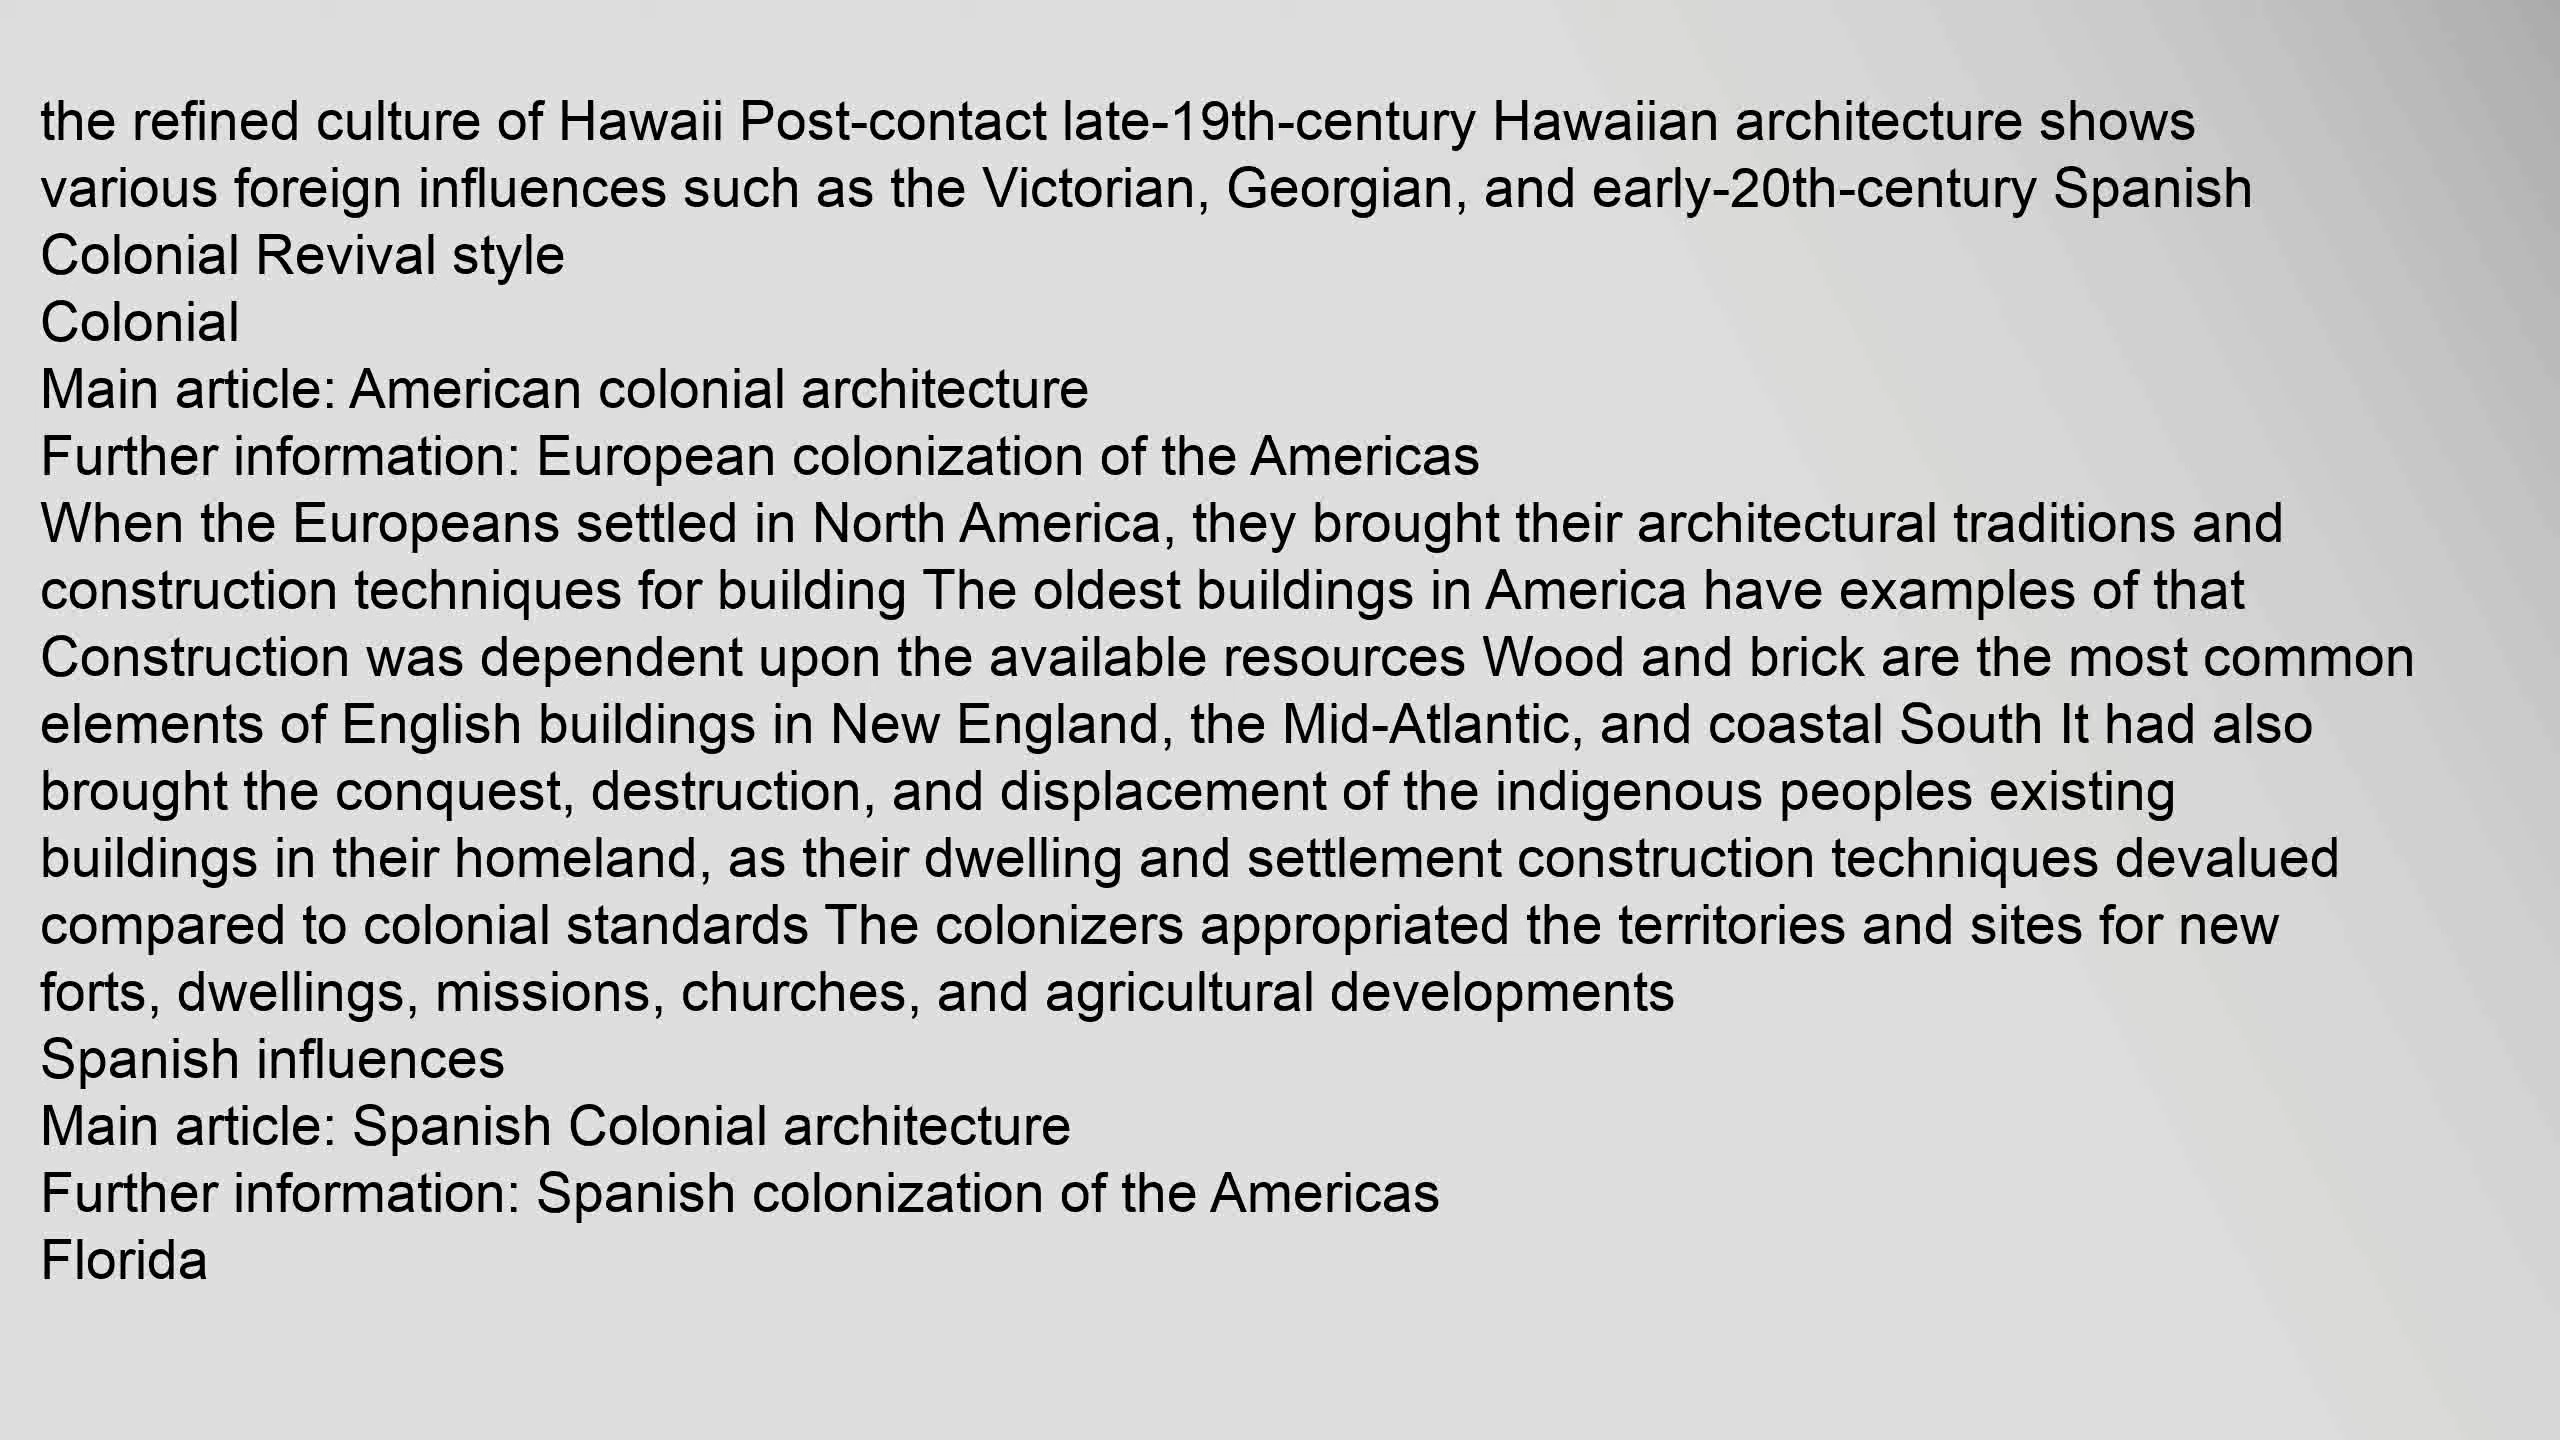 the refined culture of Hawaii Post-contact late-19th-century Hawaiian architecture shows
various foreign influences such as the Victorian, Georgian, and early-20th-century Spanish
Colonial Revival style
Colonial
Main article: American colonial architecture
Further information: European colonization of the Americas
When the Europeans settled in North America, they brought their architectural traditions and
construction techniques for building The oldest buildings in America have examples of that
Construction was dependent upon the available resources Wood and brick are the most common
elements of English buildings in New England, the Mid-Atlantic, and coastal South It had also
brought the conquest, destruction, and displacement of the indigenous peoples existing
buildings in their homeland, as their dwelling and settlement construction techniques devalued
compared to colonial standards The colonizers appropriated the territories and sites for new
forts, dwellings, missions, churches, and agricultural developments
Spanish influences
Main article: Spanish Colonial architecture
Further information: Spanish colonization of the Americas
Florida